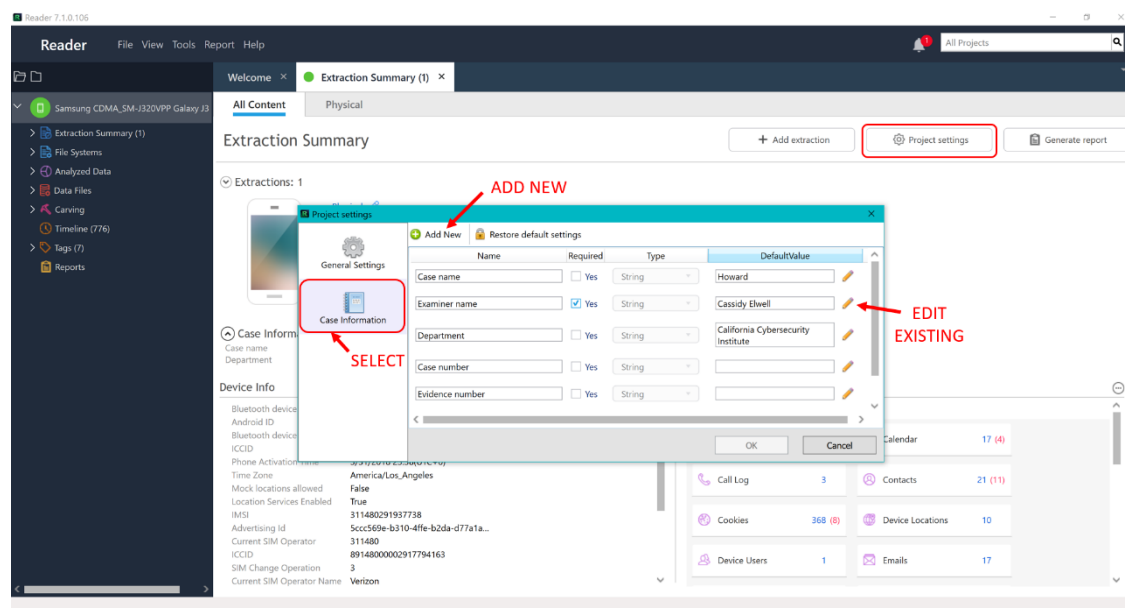 Reader 7.1.0.106
Reader File View Tools Report Help
1
All Projects
Welcome × Extraction Summary (1) ×
Samsung CDMA_SM-J320VPP Galaxy J3
All Content Physical
Extraction Summary (1)
File Systems
Analyzed Data
Data Files
Carving
Timeline (776)
Tags (7)
Reports
Extraction Summary
+ Add extraction
Project settings
Generate report
Extractions: 1
ADD NEW
Project settings
Add New Restore default settings
General Settings
Case Information
SELECT
Name Required Type DefaultValue
Case name Yes String Howard
Examiner name Yes String Cassidy Elwell
Department Yes String California Cybersecurity
Institute
Case number Yes String
Evidence number Yes String
EDIT
EXISTING
OK Cancel
Case Inform
Case name
Department
Device Info
Bluetooth device
Android ID
Bluetooth device
ICCID
Phone Activation
Time Zone America/Los_Angeles
Mock locations allowed False
Location Services Enabled True
IMSI 311480291937738
Advertising Id 5ccc569e-b310-4ffe-b2da-d77a1a...
Current SIM Operator 311480
ICCID 89148000002917794163
SIM Change Operation 3
Current SIM Operator Name Verizon
Calendar 17 (4)
Call Log 3
Contacts 21 (11)
Cookies 368 (8)
Device Locations 10
Device Users 1
Emails 17